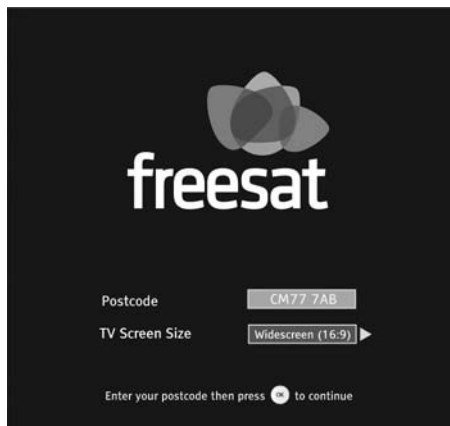 freesat
Postcode CM77 7AB
TV Screen Size Widescreen (16:9)
Enter your postcode then press OK to continue